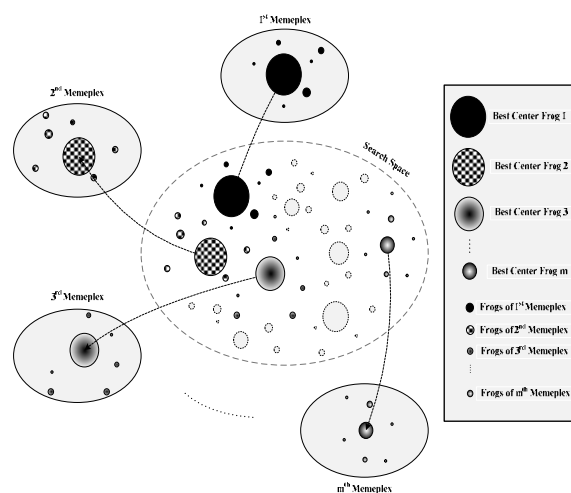 1st Memeplex
2nd Memeplex
Search Space
3rd Memeplex
mth Memeplex
Best Center Frog 1
Best Center Frog 2
Best Center Frog 3
Best Center Frog m
Frogs of 1st Memeplex
Frogs of 2nd Memeplex
Frogs of 3rd Memeplex
Frogs of mth Memeplex